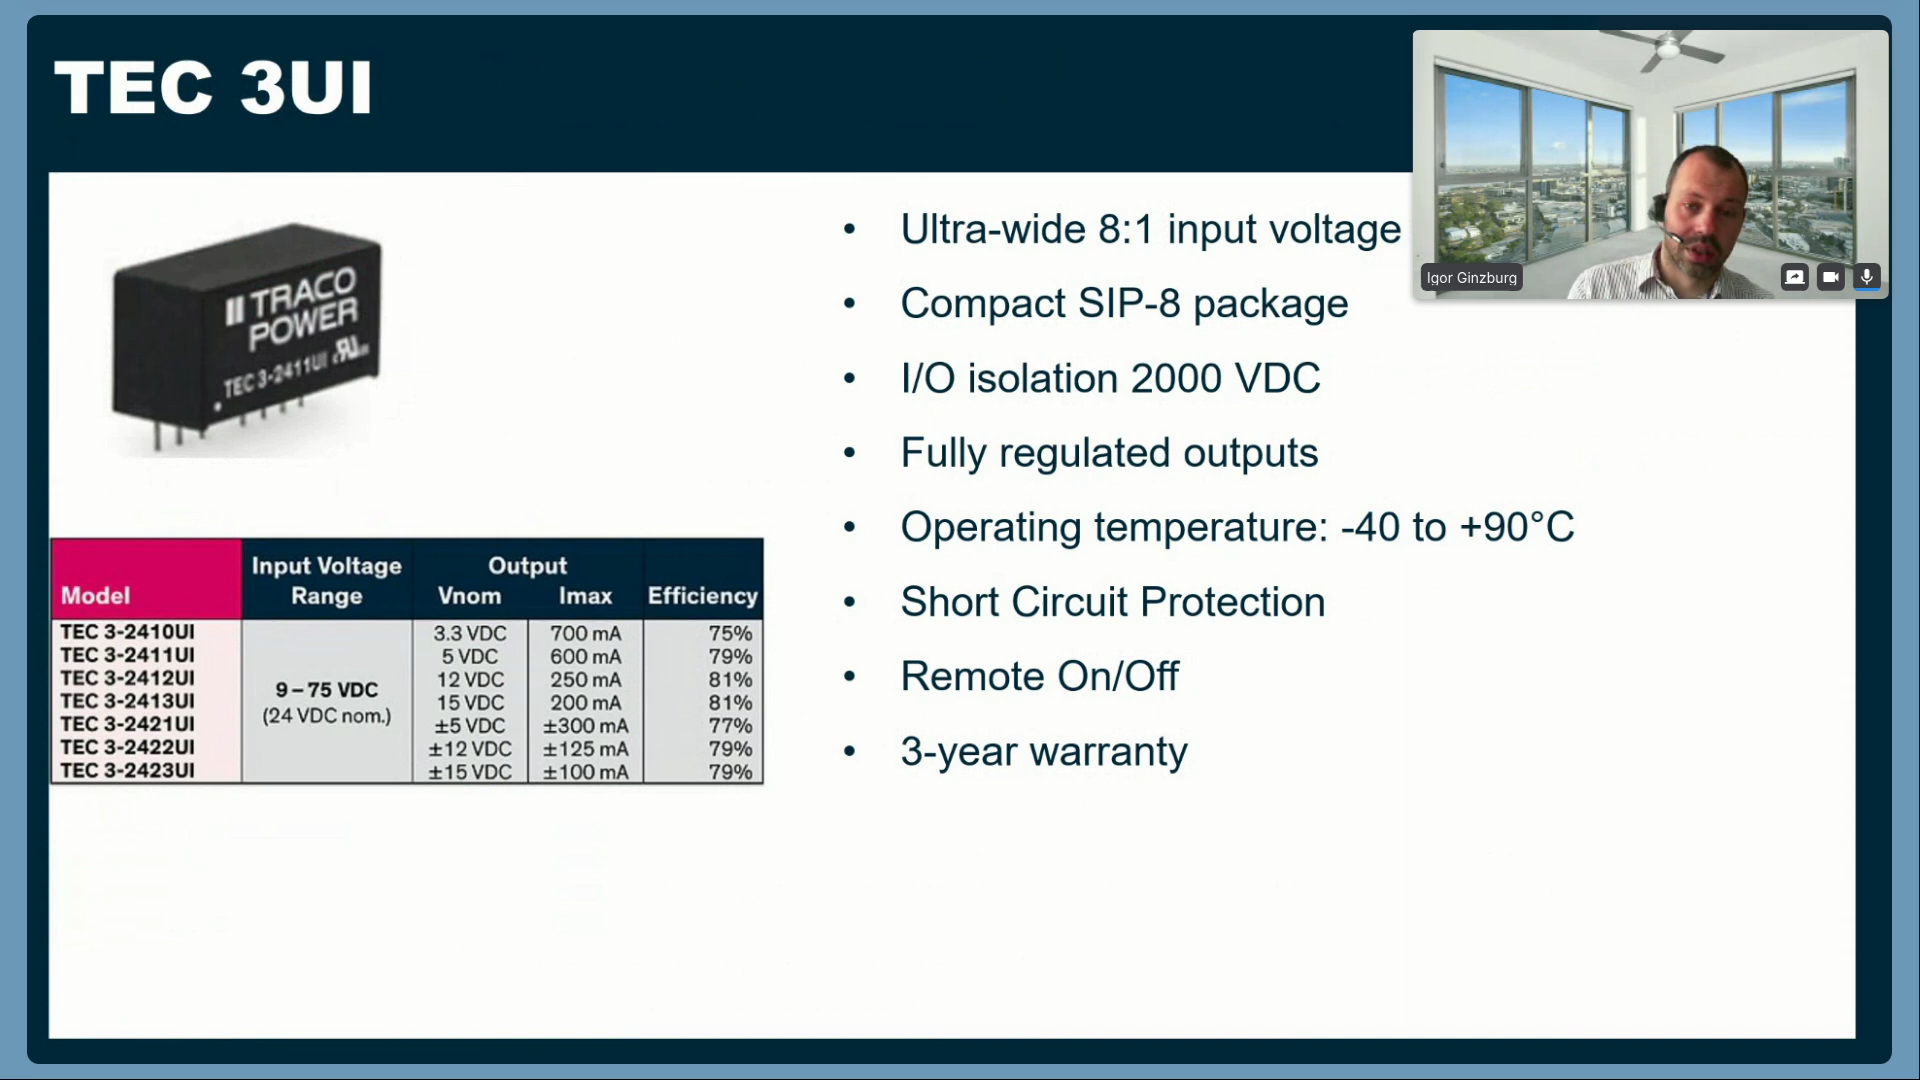 TEC 3UI
TRACO
POWER
TEC 3-2411UI
Model
Input Voltage
Range
Output
Vnom Imax
Efficiency
TEC 3-2410UI 3.3 VDC 700 mA 75%
TEC 3-2411UI 5 VDC 600 mA 79%
TEC 3-2412UI 12 VDC 250 mA 81%
TEC 3-2413UI 15 VDC 200 mA 81%
TEC 3-2421UI ±5 VDC ±300 mA 77%
TEC 3-2422UI ±12 VDC ±125 mA 79%
TEC 3-2423UI ±15 VDC ±100 mA 79%
9 – 75 VDC
(24 VDC nom.)
• Ultra-wide 8:1 input voltage
• Compact SIP-8 package
• I/O isolation 2000 VDC
• Fully regulated outputs
• Operating temperature: -40 to +90°C
• Short Circuit Protection
• Remote On/Off
• 3-year warranty
Igor Ginzburg